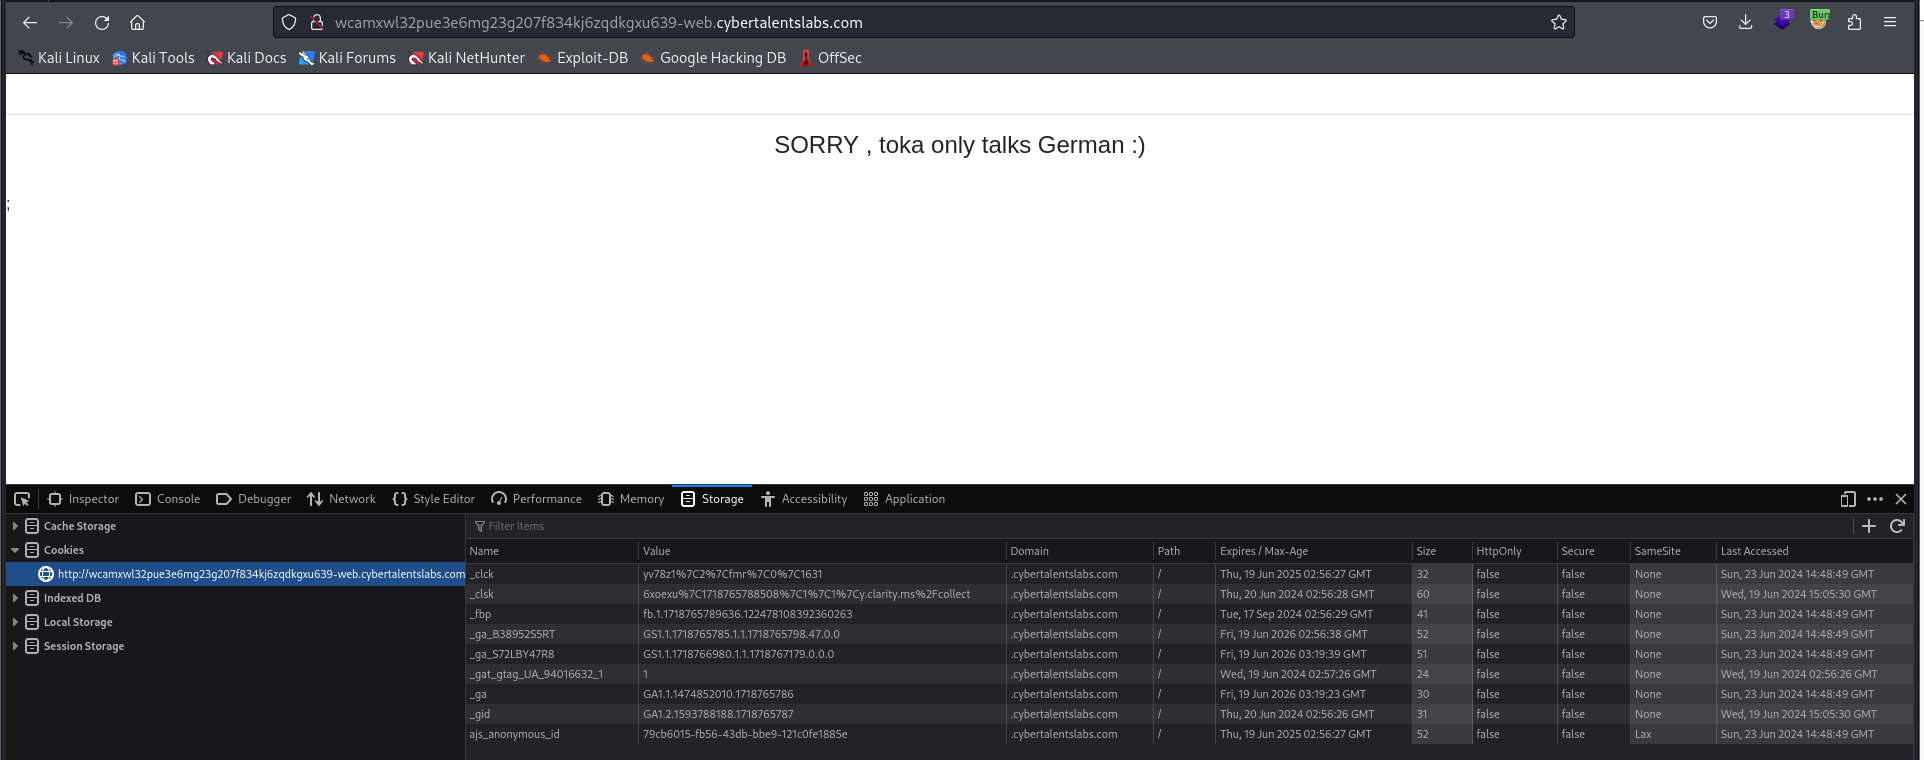 wcamxwl32pue3e6mg23g207f834kj6zqdkgxu639-web.cybertalentslabs.com
3
Bur
Kali Linux Kali Tools Kali Docs Kali Forums Kali NetHunter Exploit-DB Google Hacking DB OffSec
SORRY , toka only talks German :)
;
Inspector Console Debugger Network Style Editor Performance Memory Storage Accessibility Application
Cache Storage
Cookies
http://wcamxwl32pue3e6mg23g207f834kj6zqdkgxu639-web.cybertalentslabs.com
Indexed DB
Local Storage
Session Storage
Filter Items
Name Value Domain Path Expires / Max-Age Size HttpOnly Secure SameSite Last Accessed
_clck yv78z1%7C2%7Cfmr%7C0%7C1631 .cybertalentslabs.com / Thu, 19 Jun 2025 02:56:27 GMT 32 false false None Sun, 23 Jun 2024 14:48:49 GMT
_clsk 6xoexu%7C1718765788508%7C1%7C1%7Cy.clarity.ms%2Fcollect .cybertalentslabs.com / Thu, 20 Jun 2024 02:56:28 GMT 60 false false None Wed, 19 Jun 2024 15:05:30 GMT
_fbp fb.1.1718765789636.122478108392360263 .cybertalentslabs.com / Tue, 17 Sep 2024 02:56:29 GMT 41 false false None Sun, 23 Jun 2024 14:48:49 GMT
_ga_B38952S5RT GS1.1.1718765785.1.1.1718765798.47.0.0 .cybertalentslabs.com / Fri, 19 Jun 2026 02:56:38 GMT 52 false false None Sun, 23 Jun 2024 14:48:49 GMT
_ga_S72LBY47R8 GS1.1.1718766980.1.1.1718767179.0.0.0 .cybertalentslabs.com / Fri, 19 Jun 2026 03:19:39 GMT 51 false false None Sun, 23 Jun 2024 14:48:49 GMT
_gat_gtag_UA_94016632_1 1 .cybertalentslabs.com / Wed, 19 Jun 2024 02:57:26 GMT 24 false false None Wed, 19 Jun 2024 02:56:26 GMT
_ga GA1.1.1474852010.1718765786 .cybertalentslabs.com / Fri, 19 Jun 2026 03:19:23 GMT 30 false false None Sun, 23 Jun 2024 14:48:49 GMT
_gid GA1.2.1593788188.1718765787 .cybertalentslabs.com / Thu, 20 Jun 2024 02:56:26 GMT 31 false false None Wed, 19 Jun 2024 15:05:30 GMT
ajs_anonymous_id 79cb6015-fb56-43db-bbe9-121c0fe1885e .cybertalentslabs.com / Thu, 19 Jun 2025 02:56:27 GMT 52 false false Lax Sun, 23 Jun 2024 14:48:49 GMT